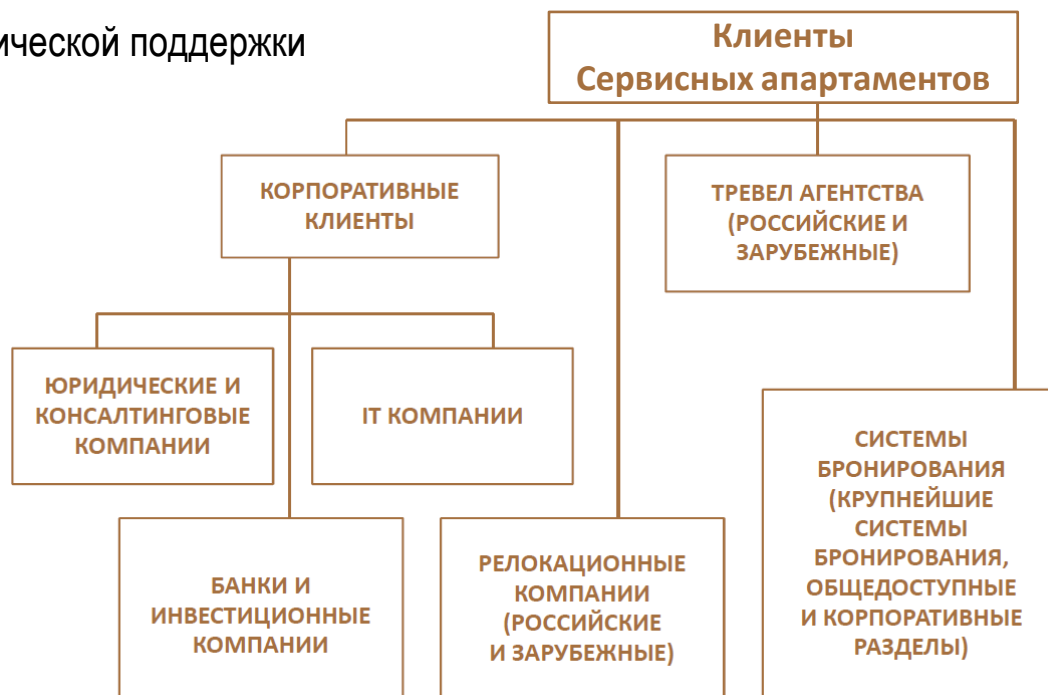 ической поддержки
Клиенты
Сервисных апартаментов
КОРПОРАТИВНЫЕ
КЛИЕНТЫ
ТРЕВЕЛ АГЕНТСТВА
(РОССИЙСКИЕ И
ЗАРУБЕЖНЫЕ)
ЮРИДИЧЕСКИЕ И
КОНСАЛТИНГОВЫЕ
КОМПАНИИ
IT КОМПАНИИ
БАНКИ И
ИНВЕСТИЦИОННЫЕ
КОМПАНИИ
РЕЛОКАЦИОННЫЕ
КОМПАНИИ
(РОССИЙСКИЕ
И ЗАРУБЕЖНЫЕ)
СИСТЕМЫ
БРОНИРОВАНИЯ
(КРУПНЕЙШИЕ
СИСТЕМЫ
БРОНИРОВАНИЯ,
ОБЩЕДОСТУПНЫЕ
И КОРПОРАТИВНЫЕ
РАЗДЕЛЫ)